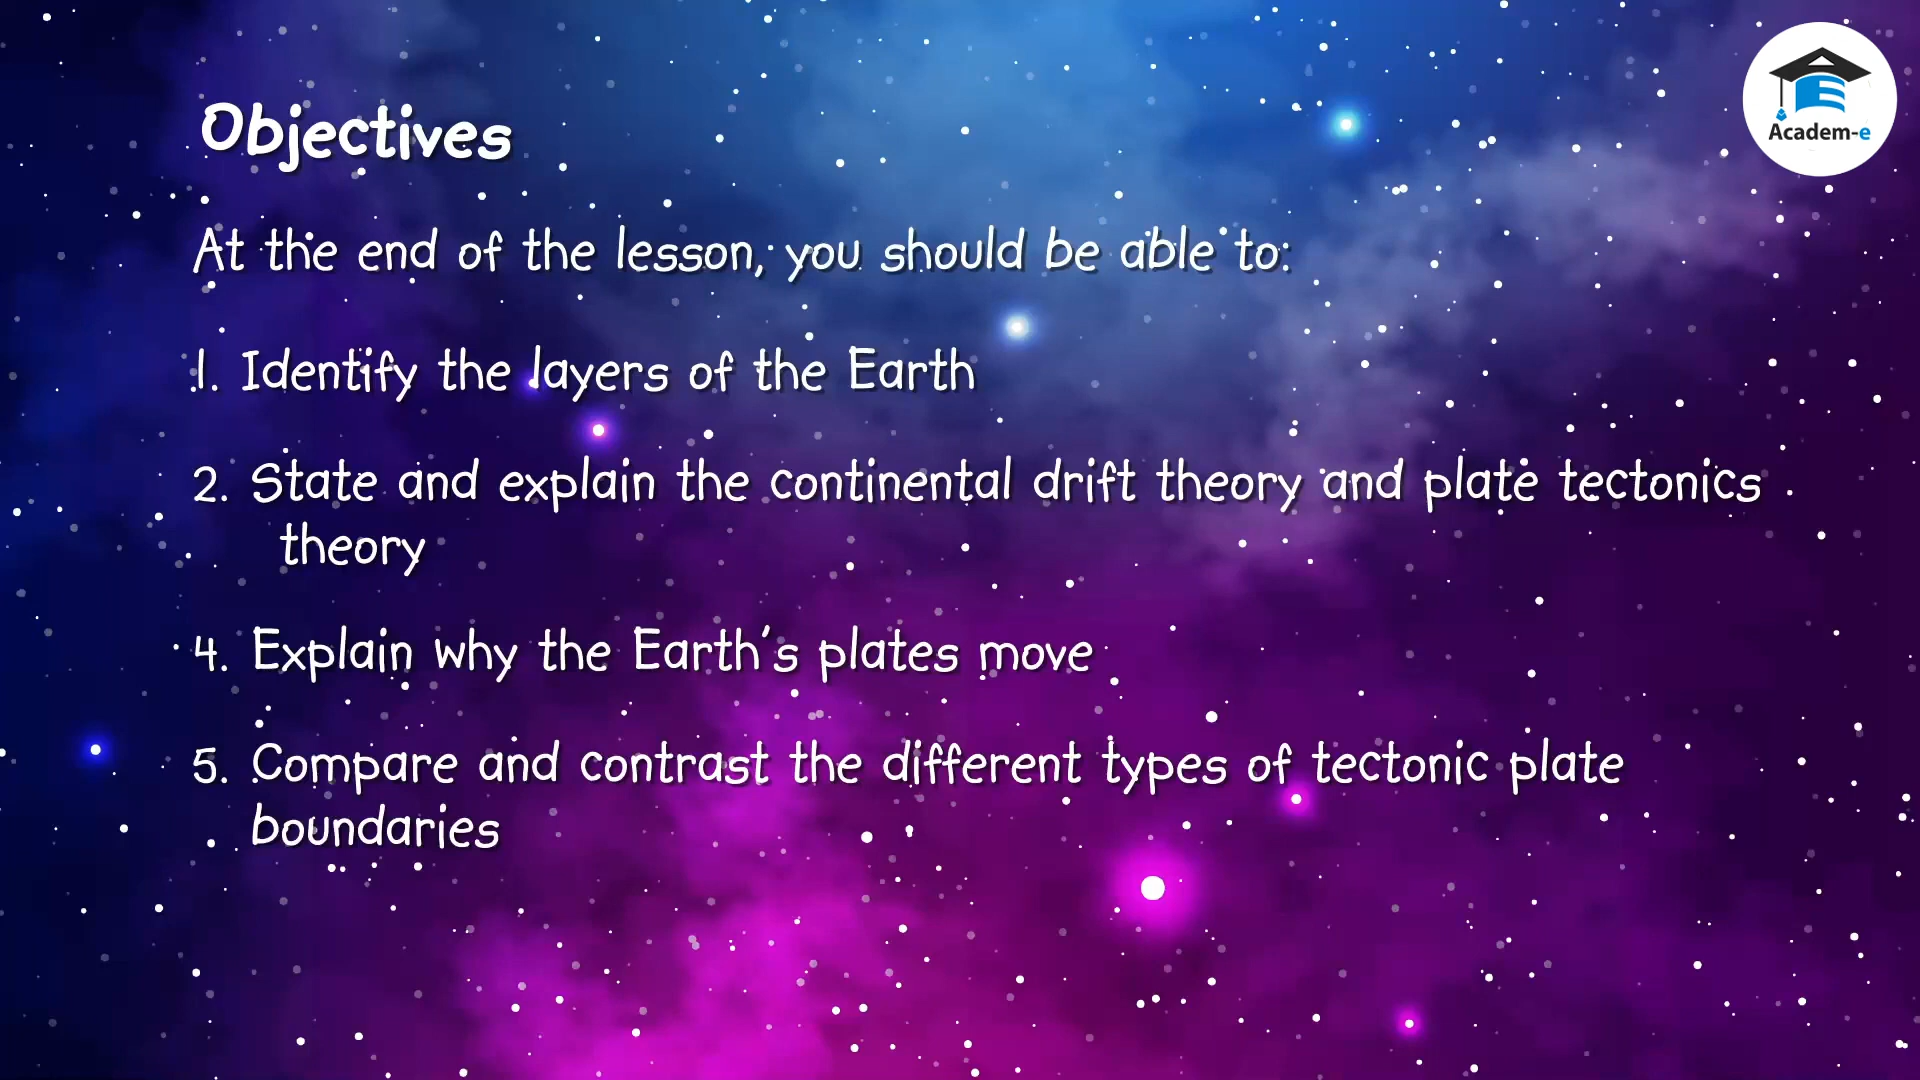 Objectives
Academ-e
At the end of the lesson, you should be able to:
1. Identify the layers of the Earth
2. State and explain the continental drift theory and plate tectonics
theory
4. Explain why the Earth's plates move
5. Compare and contrast the different types of tectonic plate
boundaries